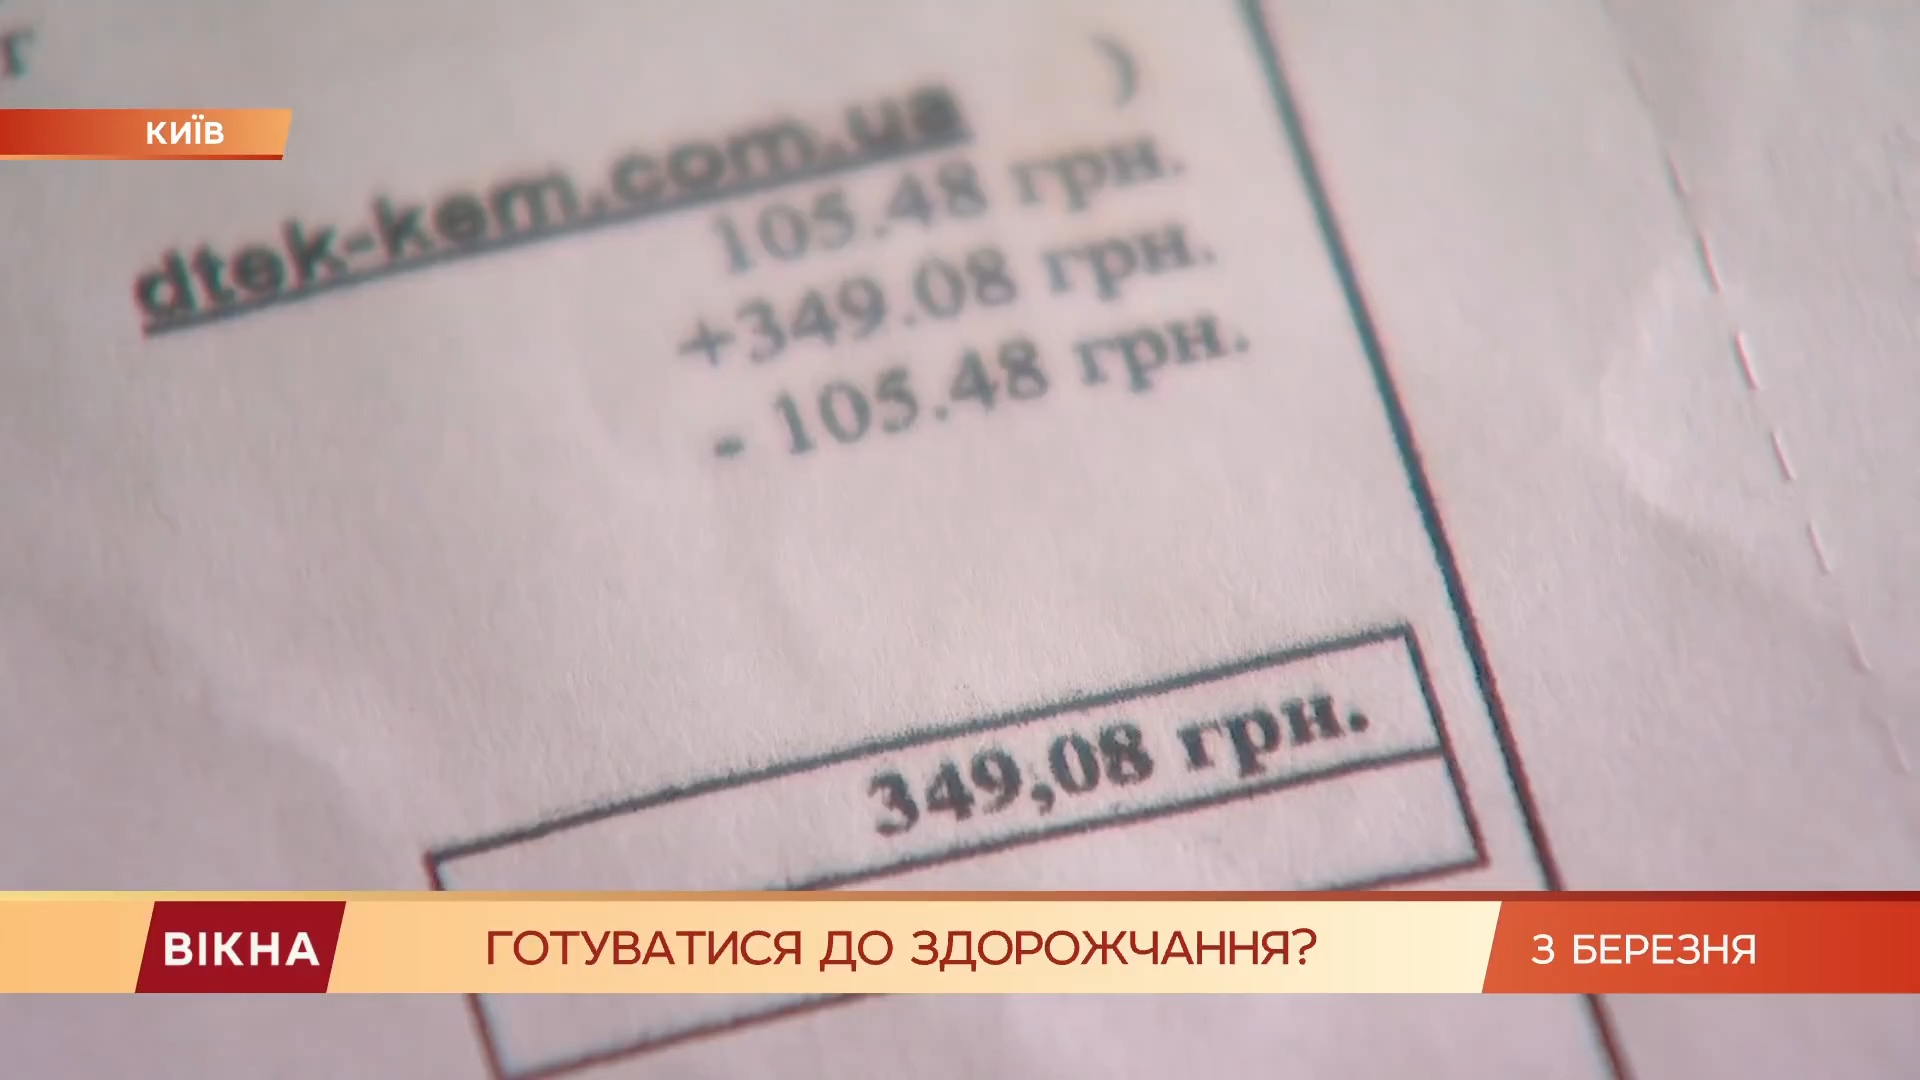 г
)
КИЇВ
dtek-kem.com.ua
105.48 грн.
+349.08 грн.
- 105.48 грн.
349,08 грн.
ВІКНА
ГОТУВАТИСЯ ДО ЗДОРОЖЧАННЯ?
3 БЕРЕЗНЯ